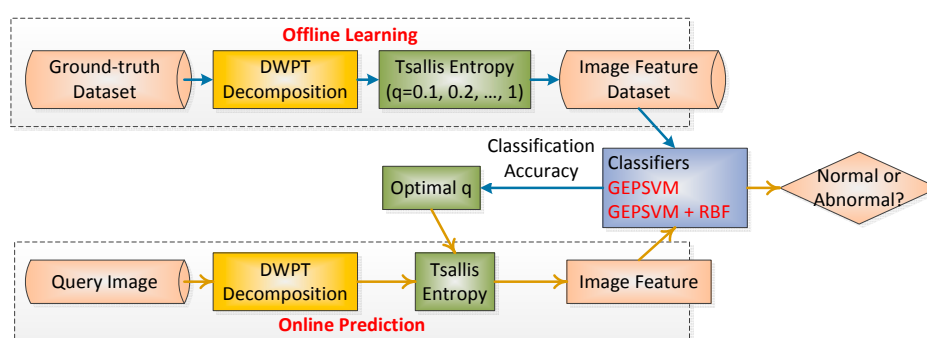 Offline Learning
Ground-truth
Dataset
DWPT
Decomposition
Tsallis Entropy
(q=0.1, 0.2, ..., 1)
Image Feature
Dataset
Classification
Accuracy
Optimal q
Classifiers
GEPSVM
GEPSVM + RBF
Normal or
Abnormal?
Query Image
DWPT
Decomposition
Tsallis
Entropy
Image Feature
Online Prediction